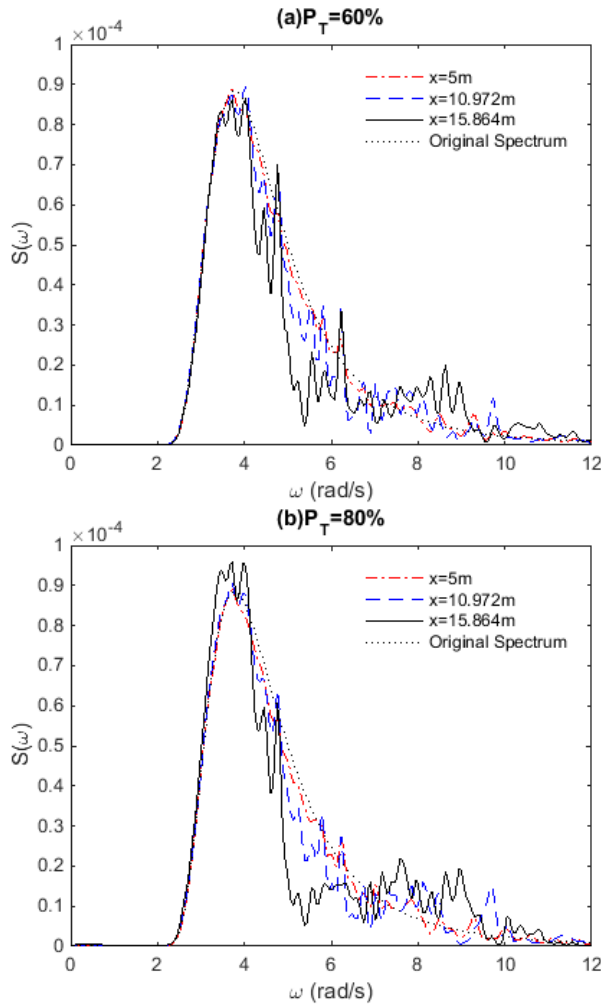 (a)P_T=60%
×10^-4
1
0.9
0.8
0.7
0.6
0.5
0.4
0.3
0.2
0.1
0
S(ω)
x=5m
x=10.972m
x=15.864m
Original Spectrum
0 2 4 6 8 10 12
ω (rad/s)
(b)P_T=80%
×10^-4
1
0.9
0.8
0.7
0.6
0.5
0.4
0.3
0.2
0.1
0
S(ω)
x=5m
x=10.972m
x=15.864m
Original Spectrum
0 2 4 6 8 10 12
ω (rad/s)